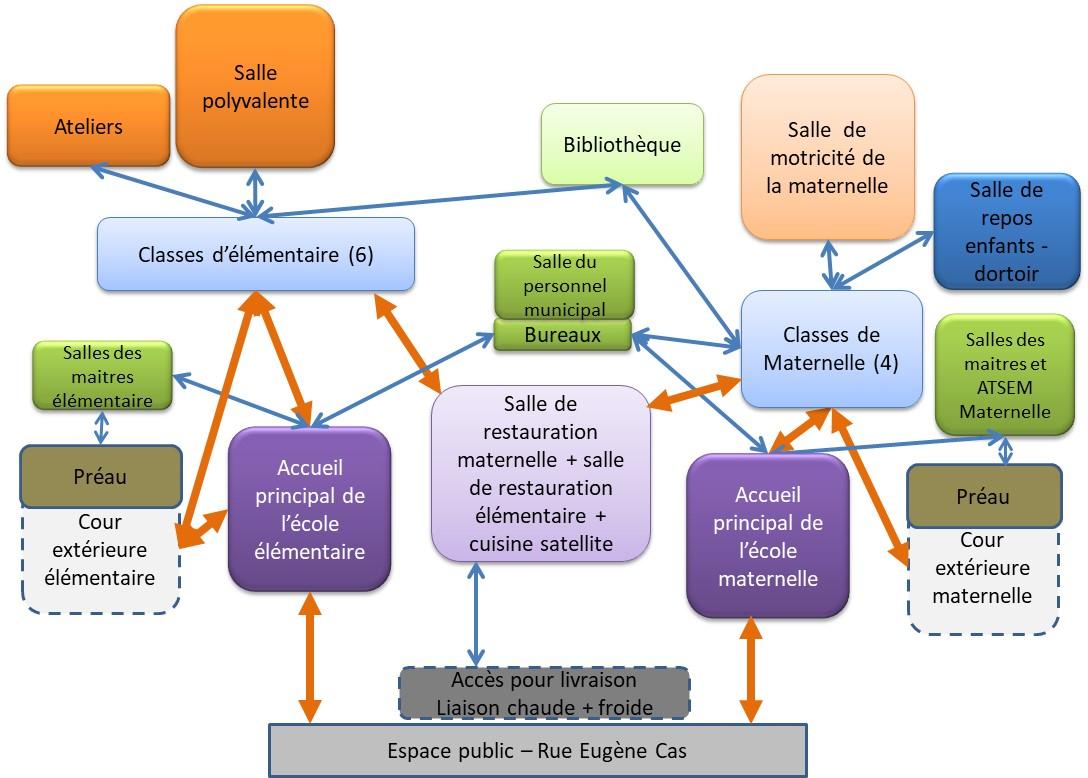 Salle
polyvalente
Ateliers
Bibliothèque
Salle de
motricité de
la maternelle
Salle de
repos
enfants -
dortoir
Classes d'élémentaire (6)
Salle du
personnel
municipal
Bureaux
Classes de
Maternelle (4)
Salles des
maitres et
ATSEM
Maternelle
Salles des
maitres
élémentaire
Salle de
restauration
maternelle + salle
de restauration
élémentaire +
cuisine satellite
Préau
Cour
extérieure
élémentaire
Accueil
principal de
l'école
élémentaire
Accueil
principal de
l'école
maternelle
Préau
Cour
extérieure
maternelle
Accès pour livraison
Liaison chaude + froide
Espace public – Rue Eugène Cas